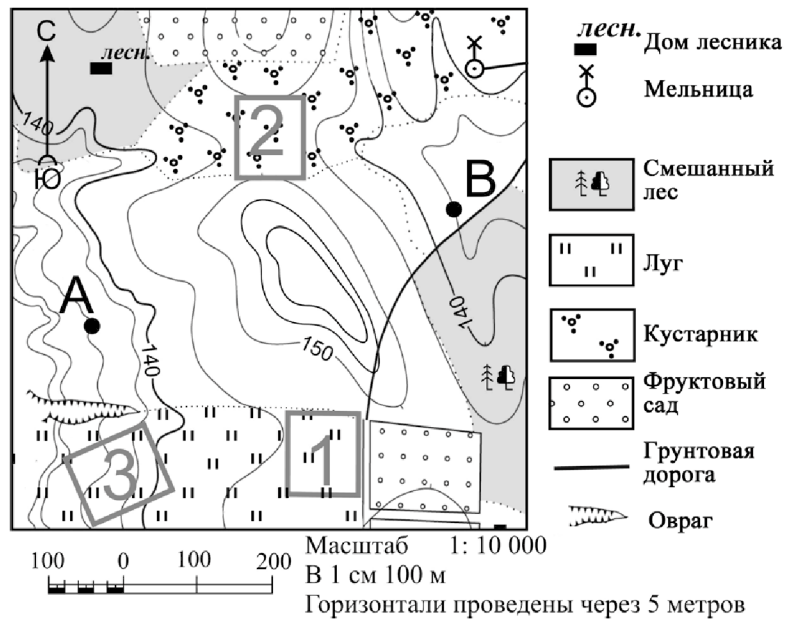 С
лесн.
140
Ю
2
В
А
140
150
140
1
3
лесн.
Дом лесника
Мельница
Смешанный
лес
Луг
Кустарник
Фруктовый
сад
Грунтовая
дорога
Овраг
100 0 100 200
Масштаб 1: 10 000
В 1 см 100 м
Горизонтали проведены через 5 метров